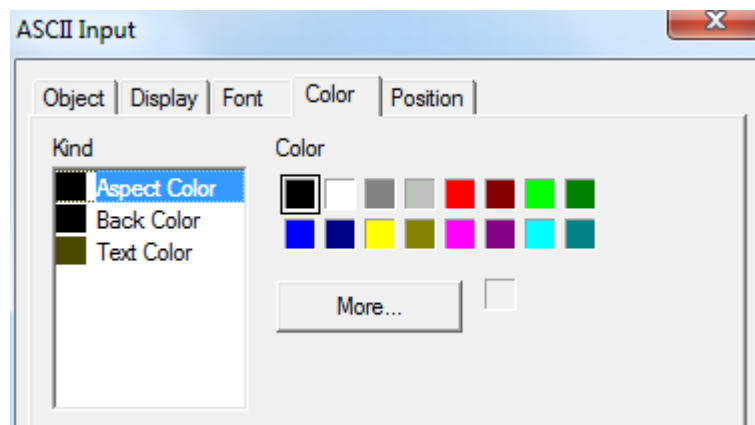 ASCII Input
Object Display Font Color Position
Kind Color
Aspect Color
Back Color
Text Color
More...